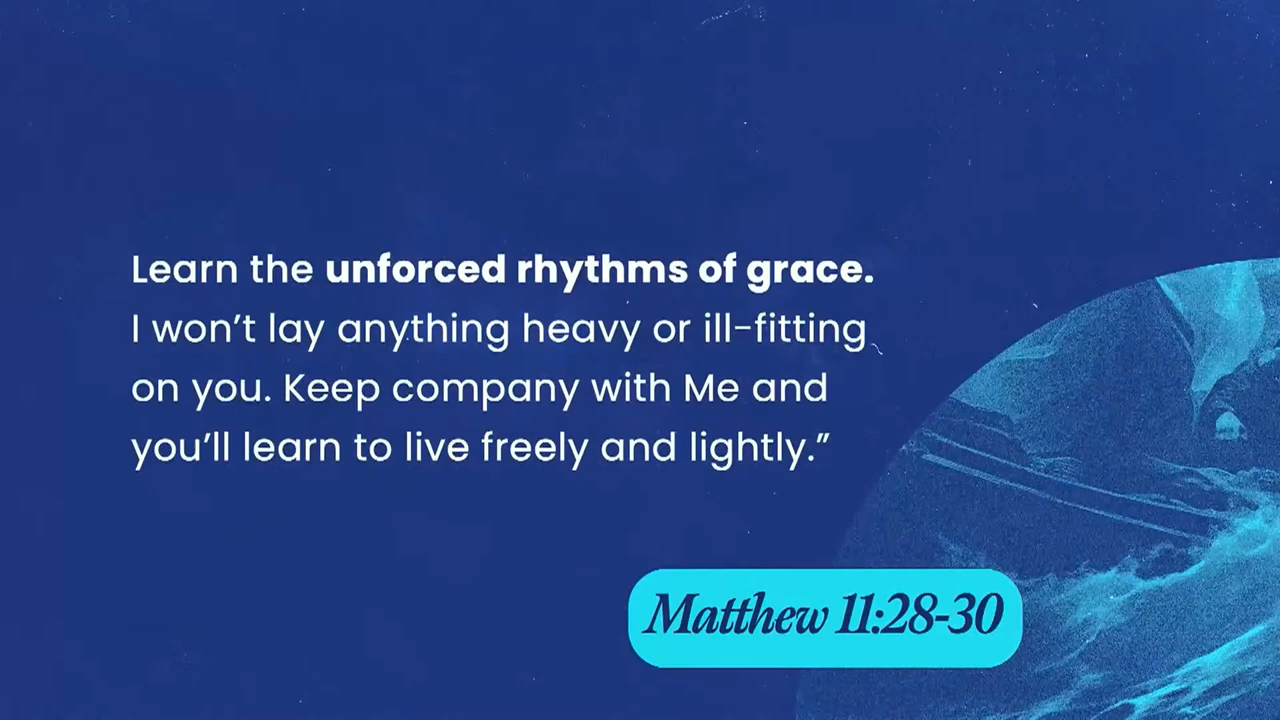 Learn the unforced rhythms of grace.
I won’t lay anything heavy or ill-fitting
on you. Keep company with Me and
you’ll learn to live freely and lightly.”
Matthew 11:28-30